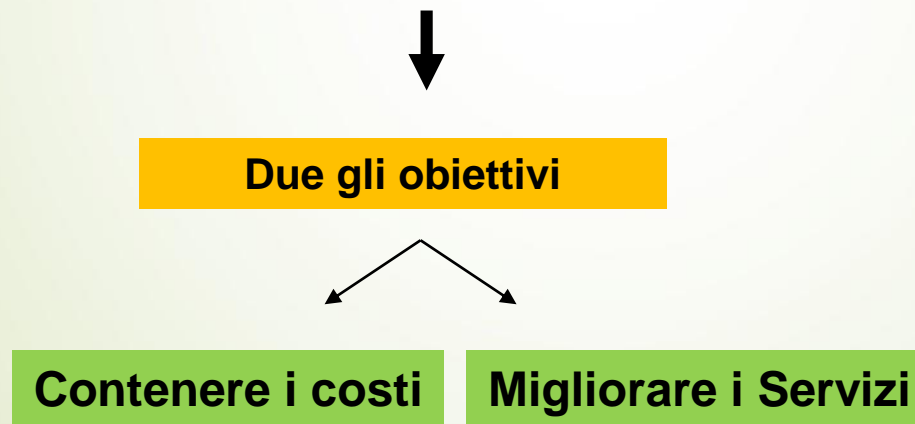 Due gli obiettivi
Contenere i costi
Migliorare i Servizi